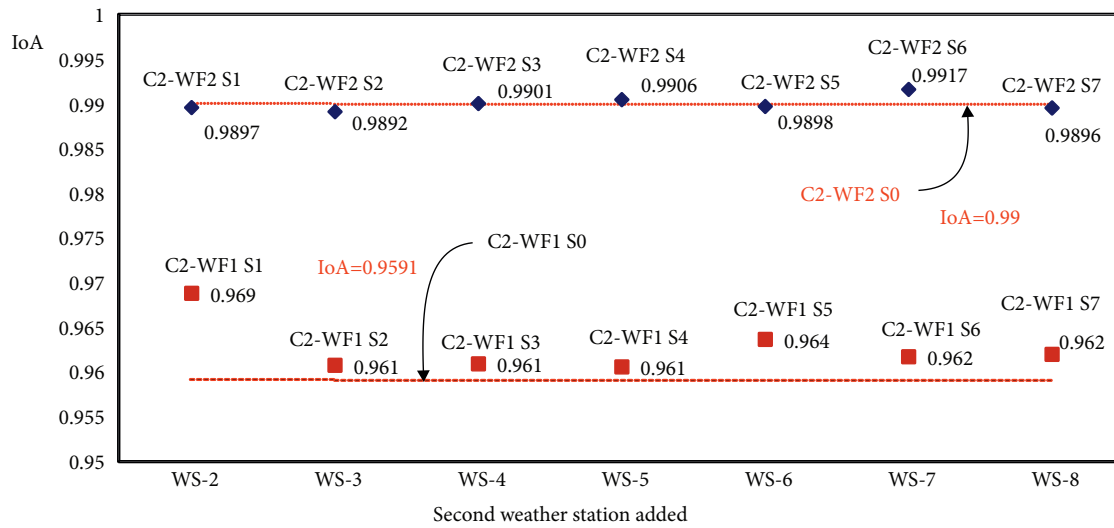 IoA
1
0.995
0.99
0.985
0.98
0.975
0.97
0.965
0.96
0.955
0.95
C2-WF2 S1
0.9897
C2-WF2 S2
0.9892
C2-WF2 S3
0.9901
C2-WF2 S4
0.9906
C2-WF2 S5
0.9898
C2-WF2 S6
0.9917
C2-WF2 S7
0.9896
C2-WF2 S0
IoA=0.99
C2-WF1 S0
IoA=0.9591
C2-WF1 S1
0.969
C2-WF1 S2
0.961
C2-WF1 S3
0.961
C2-WF1 S4
0.961
C2-WF1 S5
0.964
C2-WF1 S6
0.962
C2-WF1 S7
0.962
WS-2
WS-3
WS-4
WS-5
WS-6
WS-7
WS-8
Second weather station added